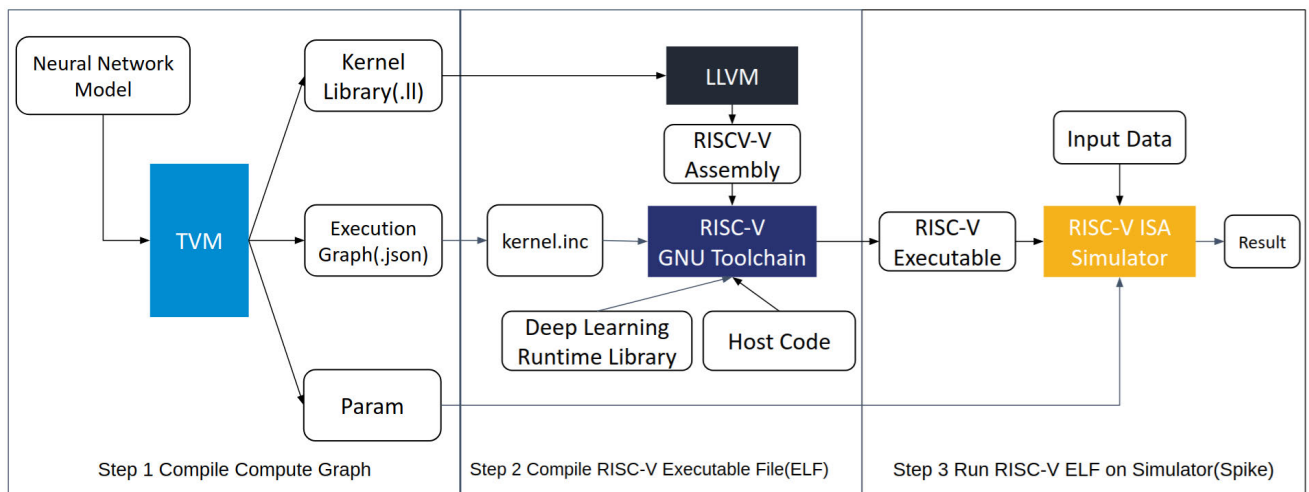 Neural Network
Model
TVM
Kernel
Library(.ll)
Execution
Graph(.json)
Param
Step 1 Compile Compute Graph
LLVM
RISCV-V
Assembly
kernel.inc
RISC-V
GNU Toolchain
Deep Learning
Runtime Library
Host Code
Step 2 Compile RISC-V Executable File(ELF)
RISC-V
Executable
Input Data
RISC-V ISA
Simulator
Result
Step 3 Run RISC-V ELF on Simulator(Spike)